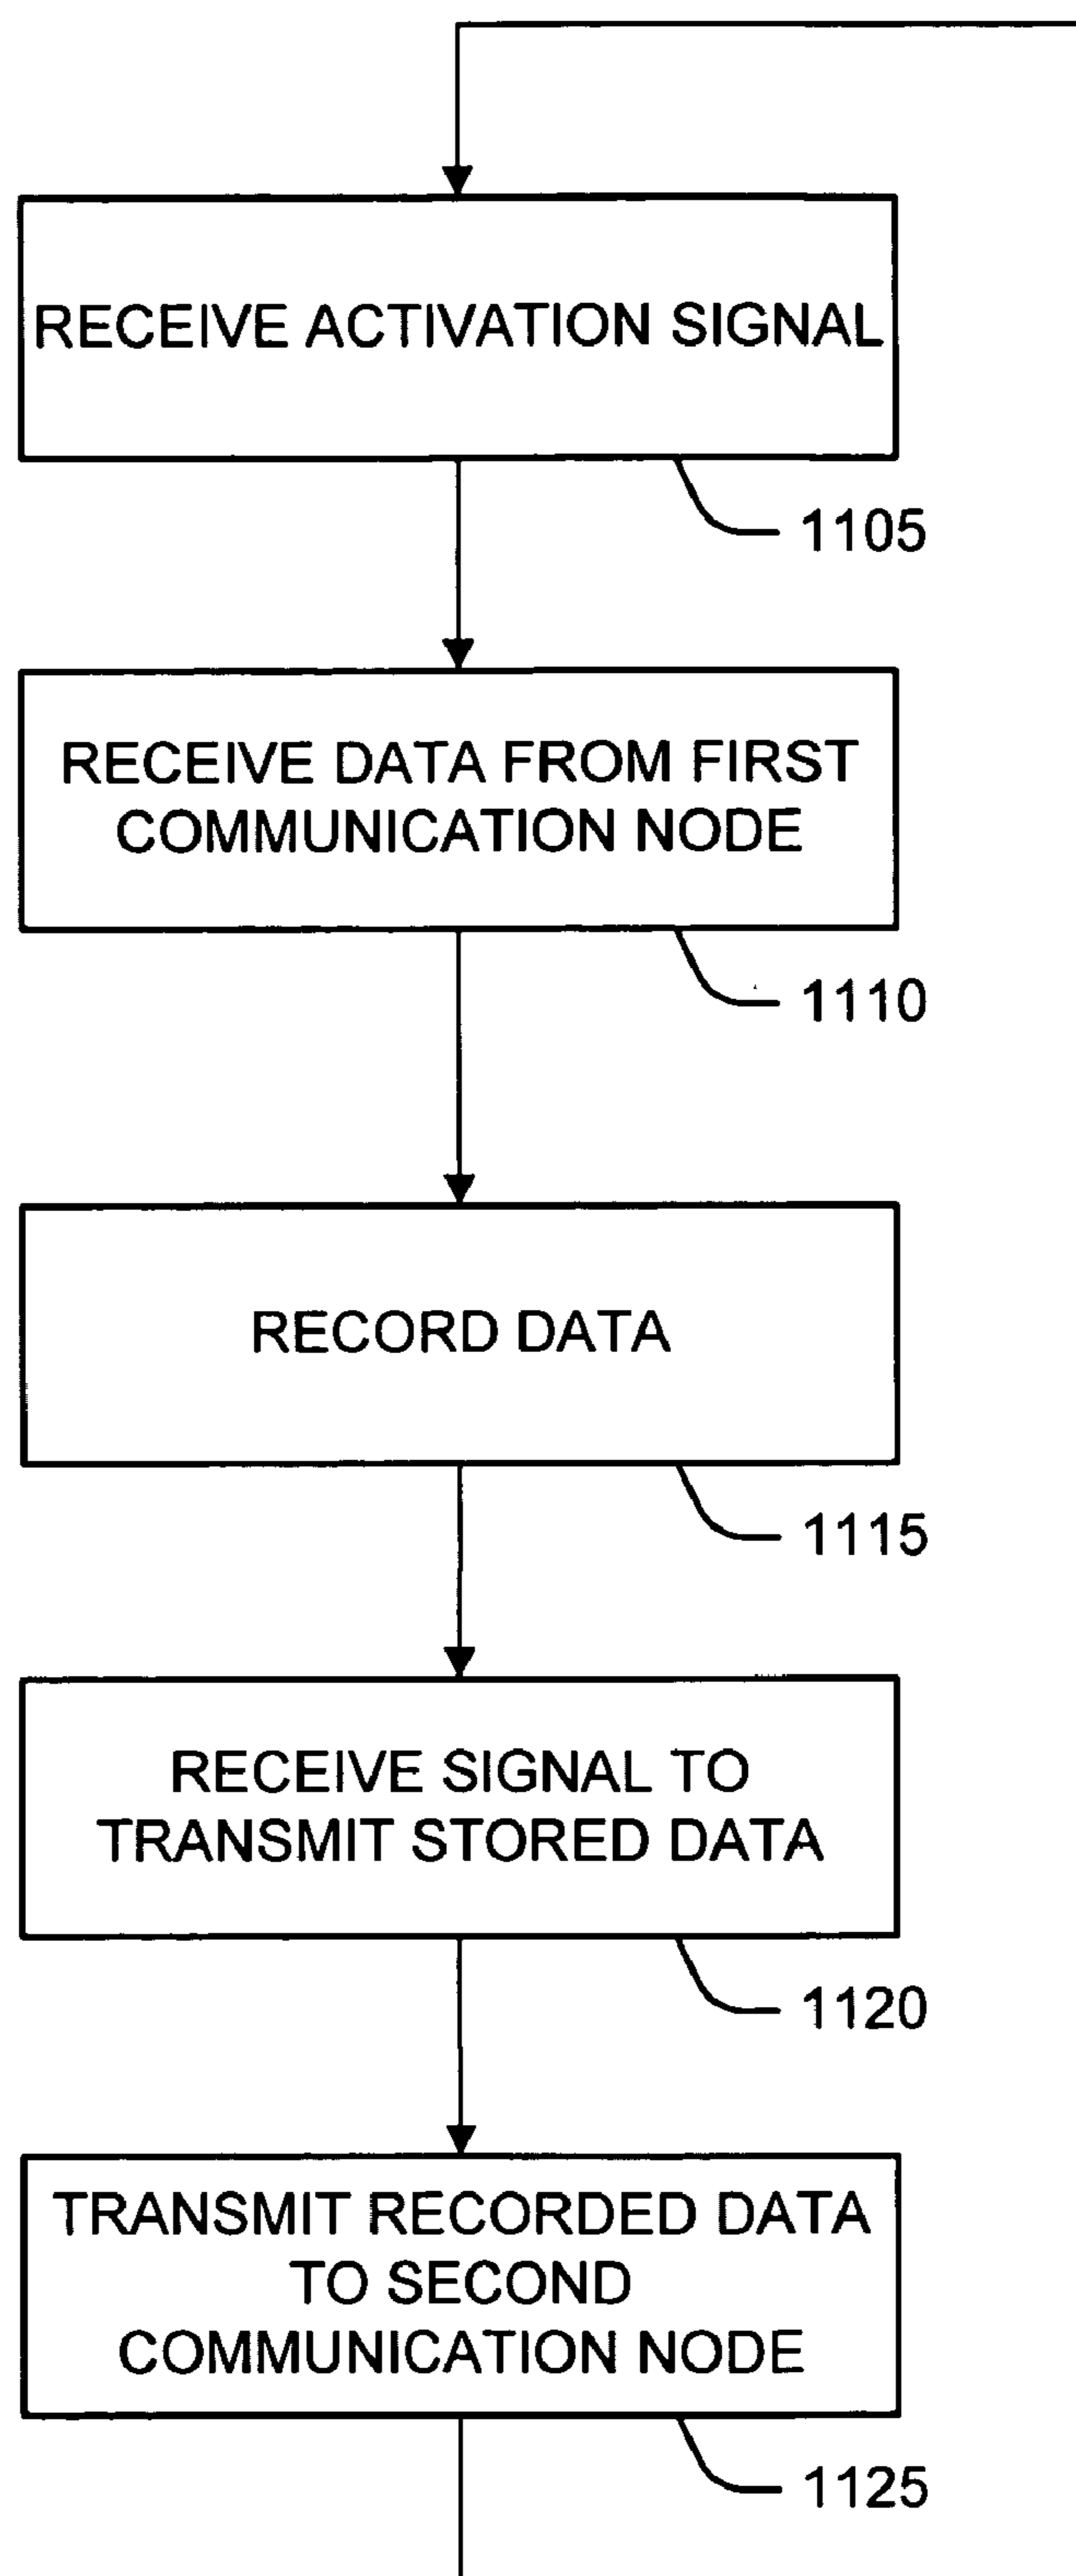 RECEIVE ACTIVATION SIGNAL
1105
RECEIVE DATA FROM FIRST
COMMUNICATION NODE
1110
RECORD DATA
1115
RECEIVE SIGNAL TO
TRANSMIT STORED DATA
1120
TRANSMIT RECORDED DATA
TO SECOND
COMMUNICATION NODE
1125